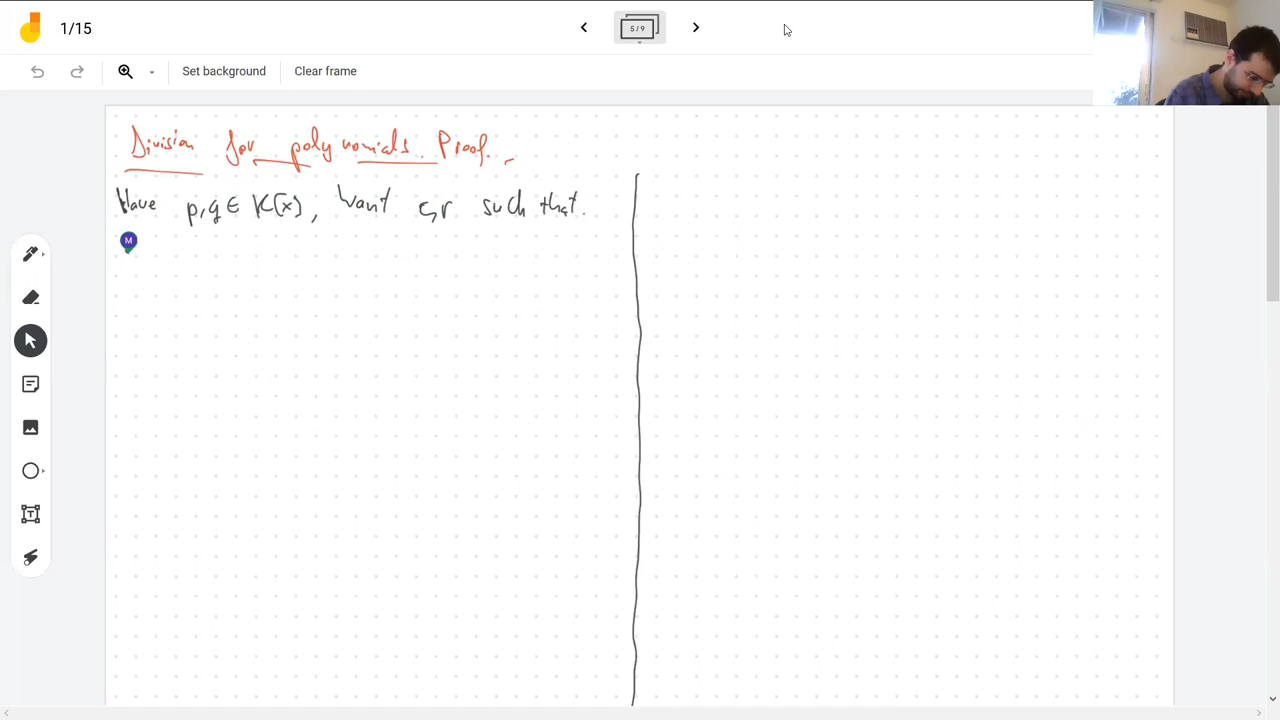 1/15
5/9
Set background
Clear frame
Division for polynomials. Proof.
Have p,q ∈ K[x], want s,r such that.
M